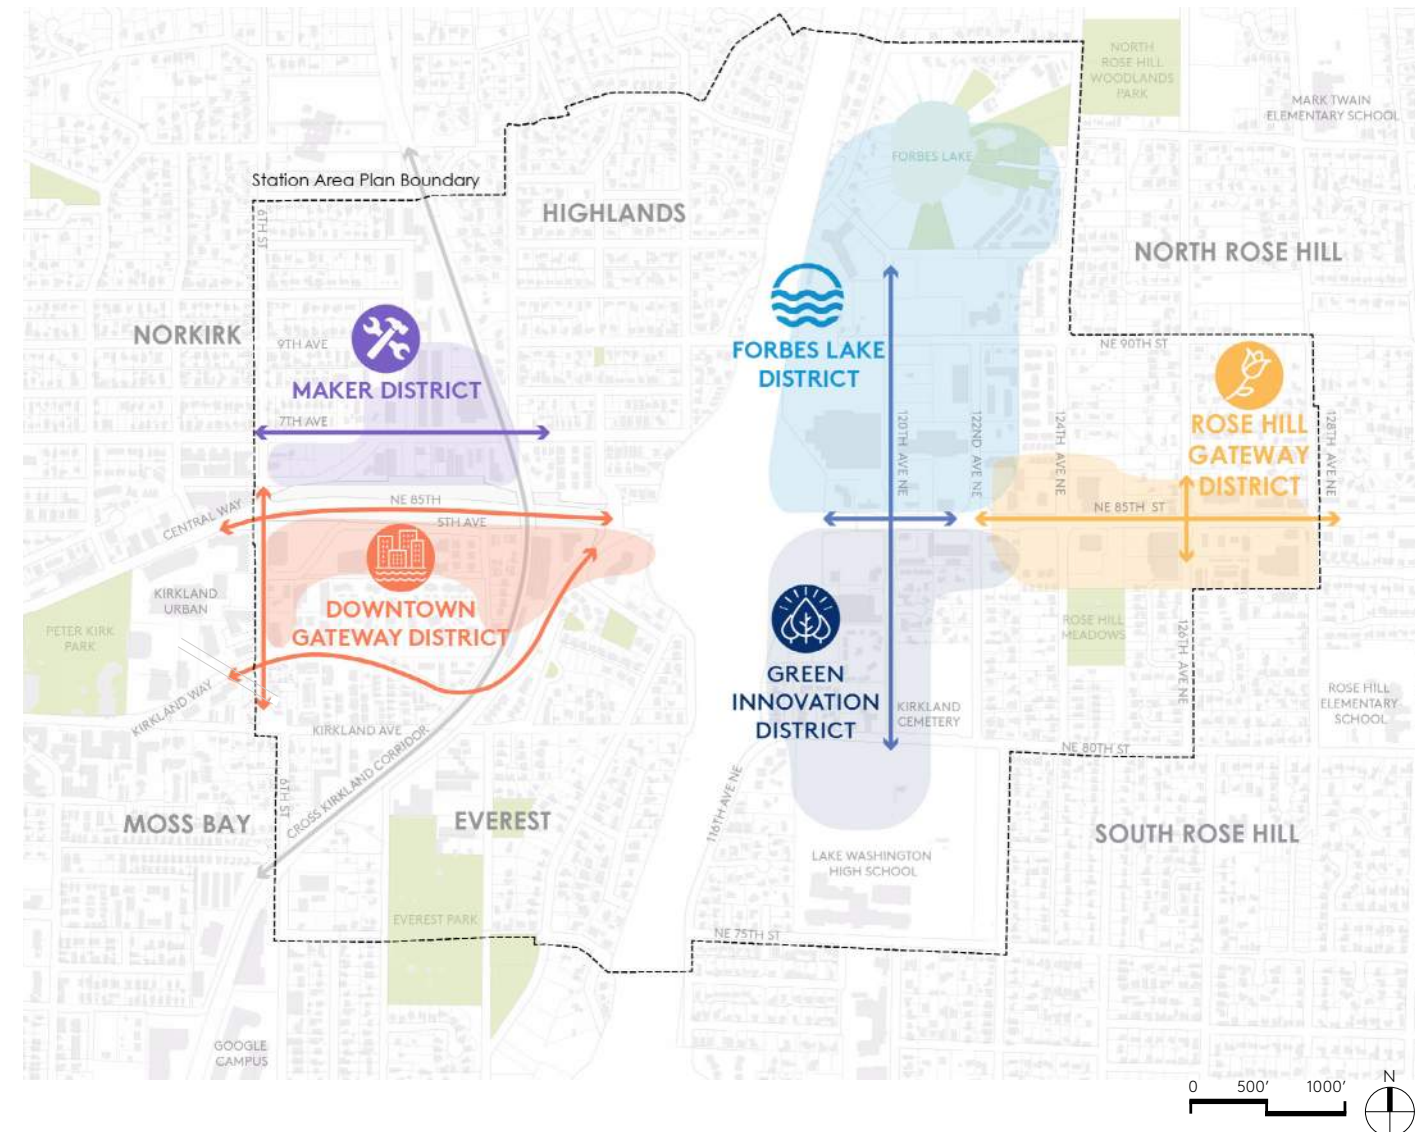 NORTH
ROSE HILL
WOODLANDS
PARK
MARK TWAIN
ELEMENTARY SCHOOL
FORBES LAKE
Station Area Plan Boundary
6TH ST
HIGHLANDS
NORTH ROSE HILL
NORKIRK
9TH AVE
MAKER DISTRICT
7TH AVE
FORBES LAKE
DISTRICT
NE 90TH ST
ROSE HILL
GATEWAY
DISTRICT
120TH AVE NE
122ND AVE NE
124TH AVE NE
128TH AVE NE
NE 85TH
5TH AVE
CENTRAL WAY
NE 85TH ST
KIRKLAND
URBAN
PETER KIRK
PARK
DOWNTOWN
GATEWAY DISTRICT
ROSE HILL
MEADOWS
126TH AVE NE
GREEN
INNOVATION
DISTRICT
KIRKLAND
CEMETERY
ROSE HILL
ELEMENTARY
SCHOOL
KIRKLAND WAY
KIRKLAND AVE
NE 80TH ST
6TH ST
CROSS KIRKLAND CORRIDOR
116TH AVE NE
MOSS BAY
EVEREST
SOUTH ROSE HILL
LAKE WASHINGTON
HIGH SCHOOL
EVEREST PARK
NE 75TH ST
GOOGLE
CAMPUS
0 500' 1000'
N